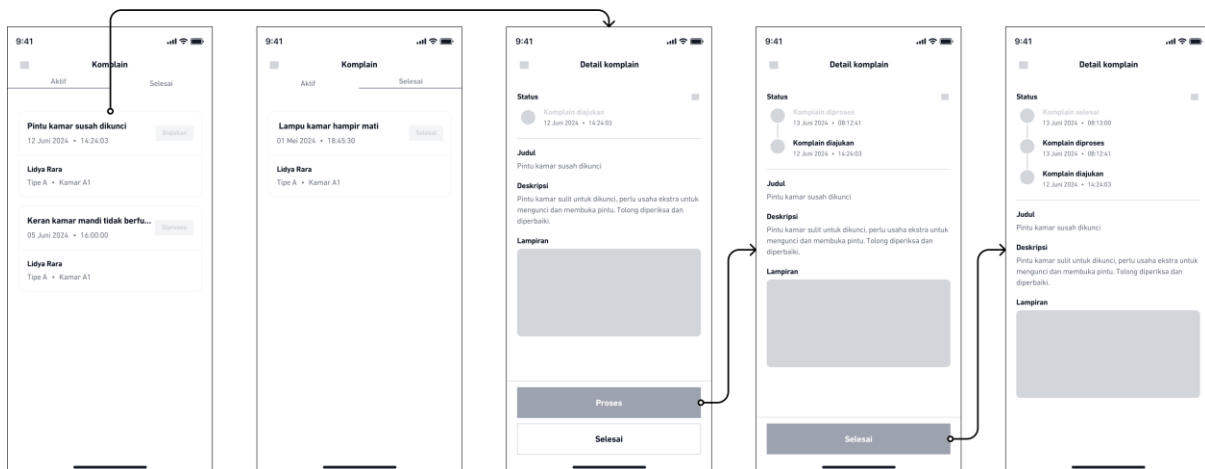 9:41
Komplain
Aktif
Selesai
Pintu kamar susah dikunci
12 Juni 2024 • 14:24:03
Diajukan
Lidya Rara
Tipe A • Kamar A1
Keran kamar mandi tidak berfu...
05 Juni 2024 • 16:00:00
Diproses
Lidya Rara
Tipe A • Kamar A1
9:41
Komplain
Aktif
Selesai
Lampu kamar hampir mati
01 Mei 2024 • 18:45:30
Selesai
Lidya Rara
Tipe A • Kamar A1
9:41
Detail komplain
Status
Komplain diajukan
12 Juni 2024 • 14:24:03
Judul
Pintu kamar susah dikunci
Deskripsi
Pintu kamar sulit untuk dikunci, perlu usaha ekstra untuk
mengunci dan membuka pintu. Tolong diperiksa dan
diperbaiki.
Lampiran
Proses
Selesai
9:41
Detail komplain
Status
Komplain diproses
13 Juni 2024 • 08:12:41
Komplain diajukan
12 Juni 2024 • 14:24:03
Judul
Pintu kamar susah dikunci
Deskripsi
Pintu kamar sulit untuk dikunci, perlu usaha ekstra untuk
mengunci dan membuka pintu. Tolong diperiksa dan
diperbaiki.
Lampiran
Selesai
9:41
Detail komplain
Status
Komplain selesai
13 Juni 2024 • 08:13:00
Komplain diproses
13 Juni 2024 • 08:12:41
Komplain diajukan
12 Juni 2024 • 14:24:03
Judul
Pintu kamar susah dikunci
Deskripsi
Pintu kamar sulit untuk dikunci, perlu usaha ekstra untuk
mengunci dan membuka pintu. Tolong diperiksa dan
diperbaiki.
Lampiran